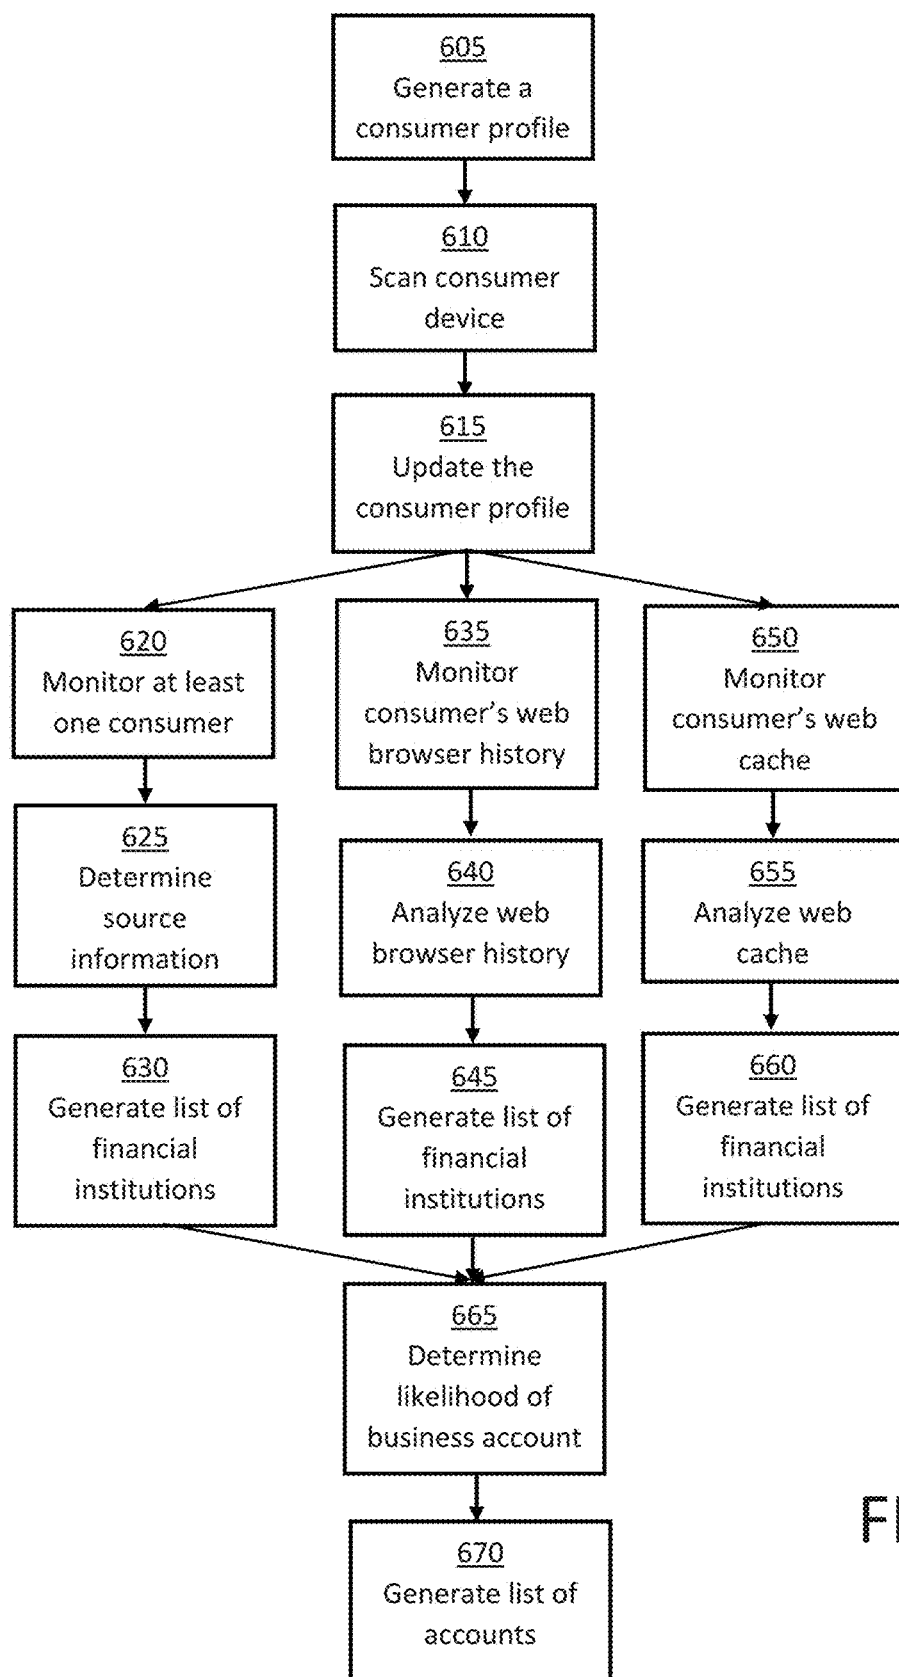 605
Generate a
consumer profile
610
Scan consumer
device
615
Update the
consumer profile
620
Monitor at least
one consumer
625
Determine
source
information
630
Generate list of
financial
institutions
635
Monitor
consumer's web
browser history
640
Analyze web
browser history
645
Generate list of
financial
institutions
650
Monitor
consumer's web
cache
655
Analyze web
cache
660
Generate list of
financial
institutions
665
Determine
likelihood of
business account
670
Generate list of
accounts